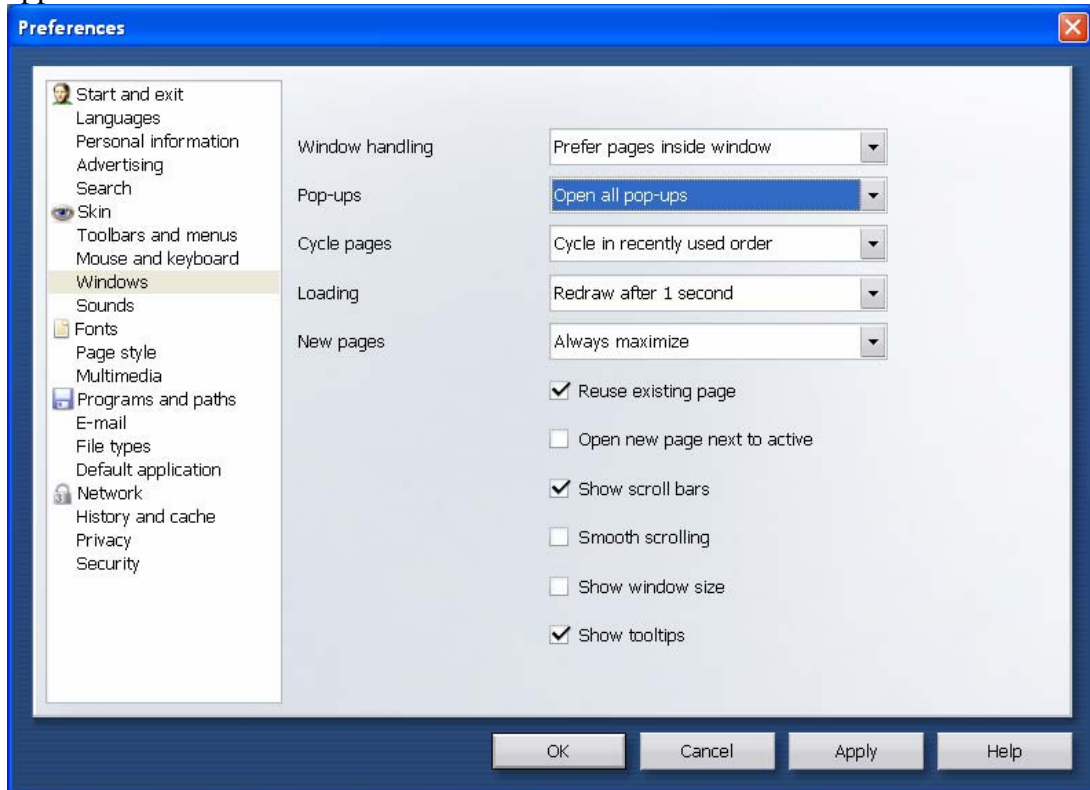 Preferences
Start and exit
Languages
Personal information
Advertising
Search
Skin
Toolbars and menus
Mouse and keyboard
Windows
Sounds
Fonts
Page style
Multimedia
Programs and paths
E-mail
File types
Default application
Network
History and cache
Privacy
Security
Window handling Prefer pages inside window
Pop-ups Open all pop-ups
Cycle pages Cycle in recently used order
Loading Redraw after 1 second
New pages Always maximize
Reuse existing page
Open new page next to active
Show scroll bars
Smooth scrolling
Show window size
Show tooltips
OK Cancel Apply Help